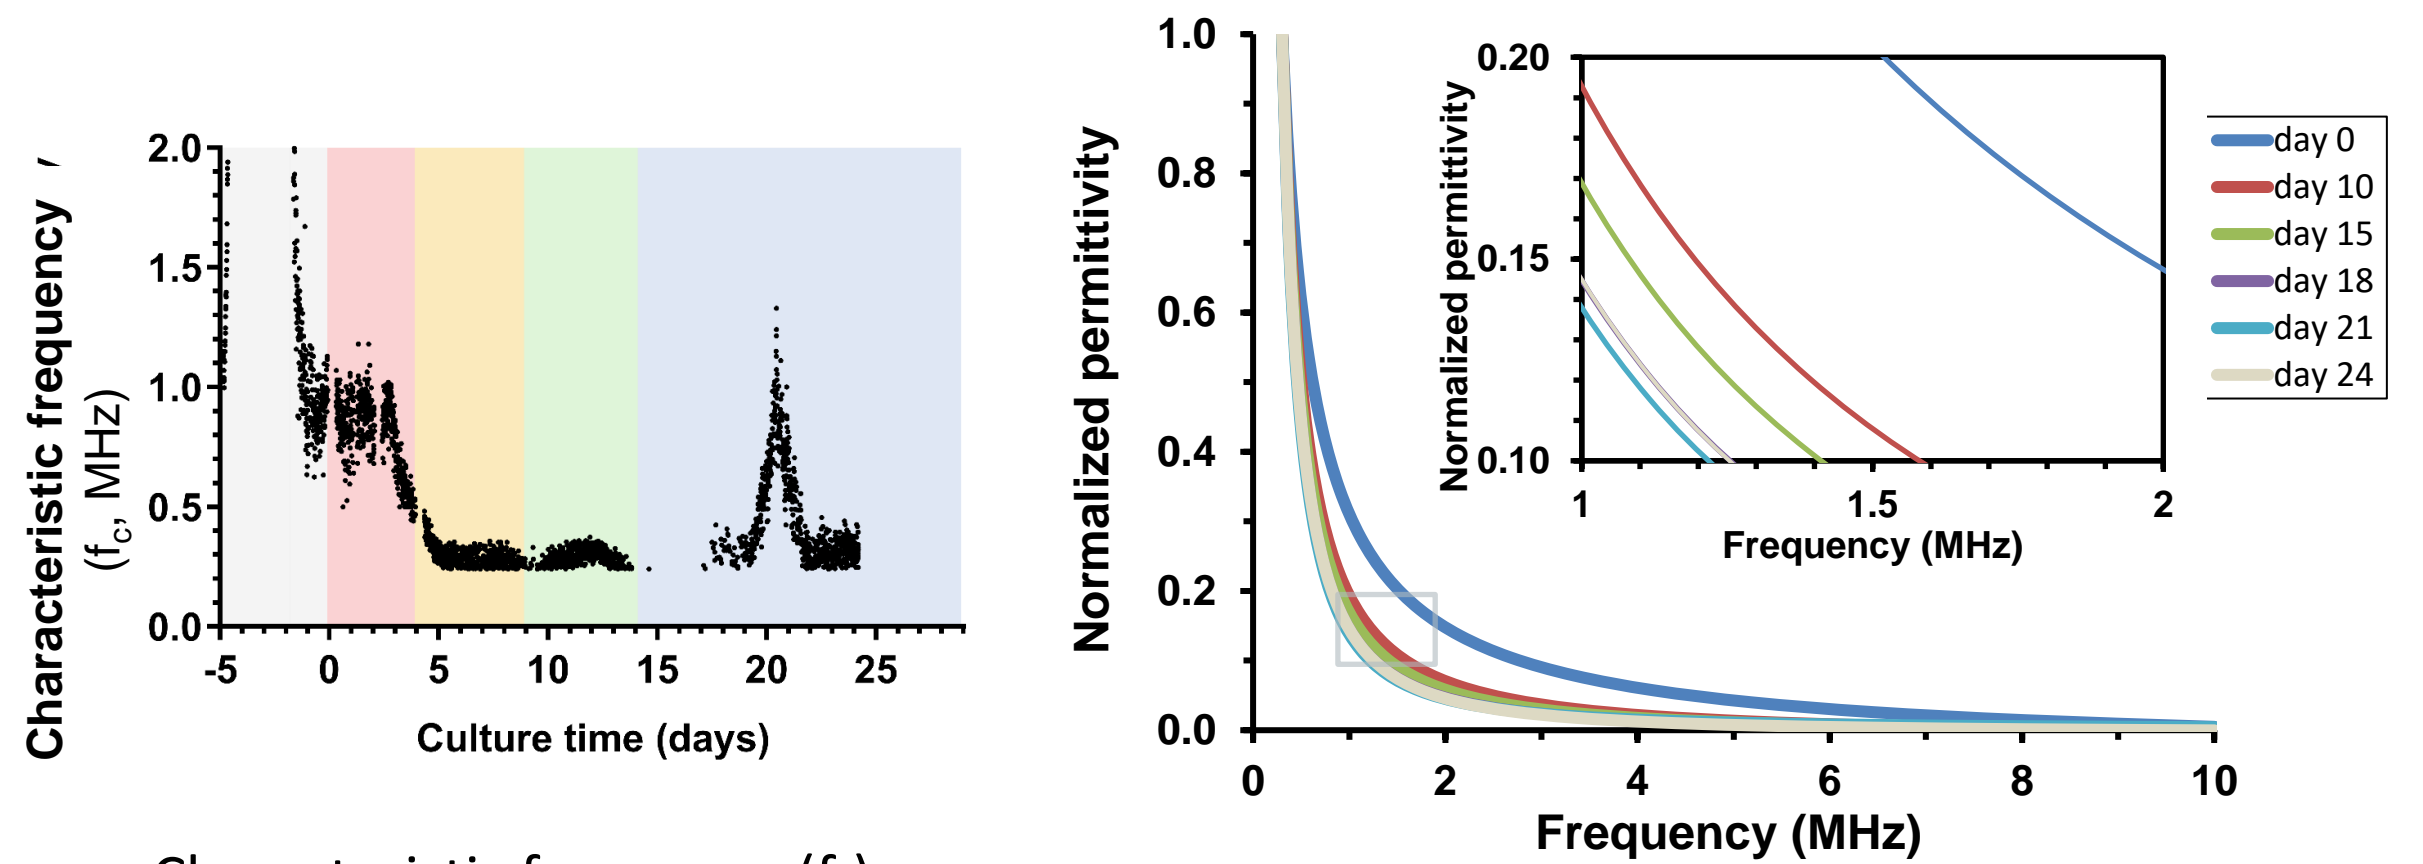 Characteristic frequency
(fc, MHz)
2.0
1.5
1.0
0.5
0.0
-5 0 5 10 15 20 25
Culture time (days)
Normalized permittivity
1.0
0.8
0.6
0.4
0.2
0.0
0 2 4 6 8 10
Frequency (MHz)
Normalized permittivity
0.20
0.15
0.10
1 1.5 2
Frequency (MHz)
day 0
day 10
day 15
day 18
day 21
day 24